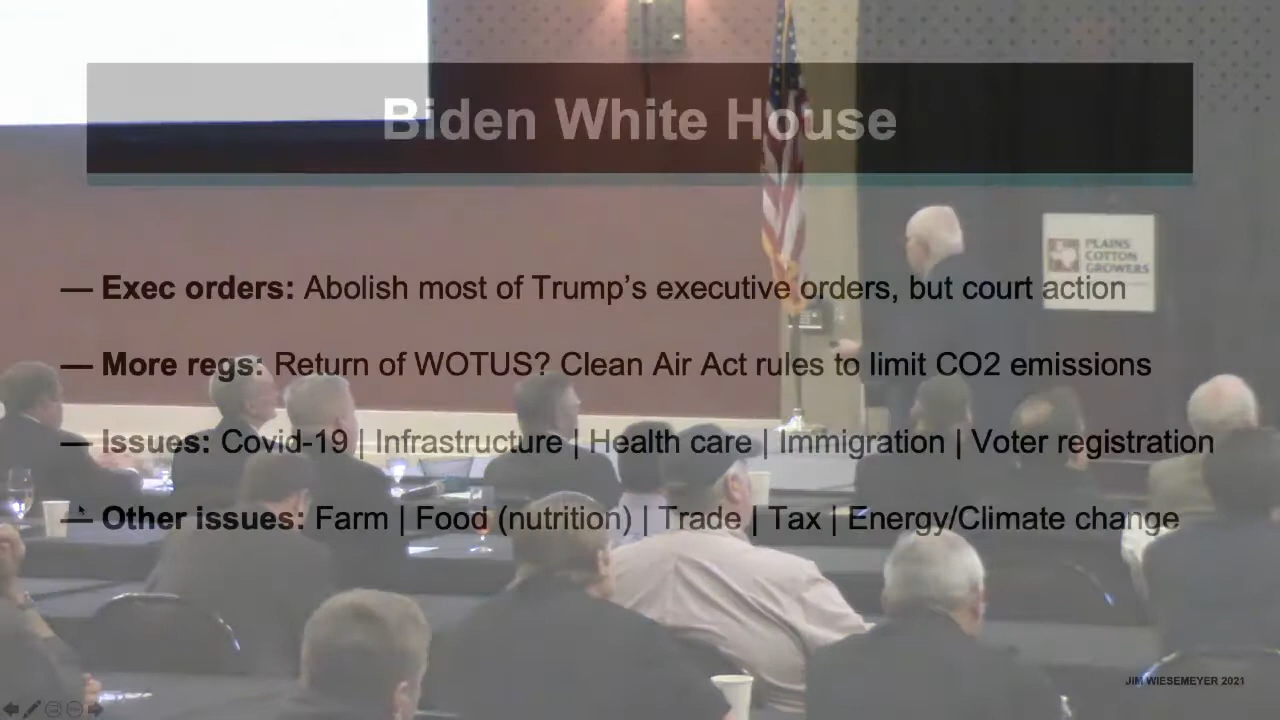 Biden White House
PLAINS
COTTON
GROWERS
— Exec orders: Abolish most of Trump’s executive orders, but court action
— More regs: Return of WOTUS? Clean Air Act rules to limit CO2 emissions
— Issues: Covid-19 | Infrastructure | Health care | Immigration | Voter registration
— Other issues: Farm | Food (nutrition) | Trade | Tax | Energy/Climate change
JIM WIESEMEYER 2021